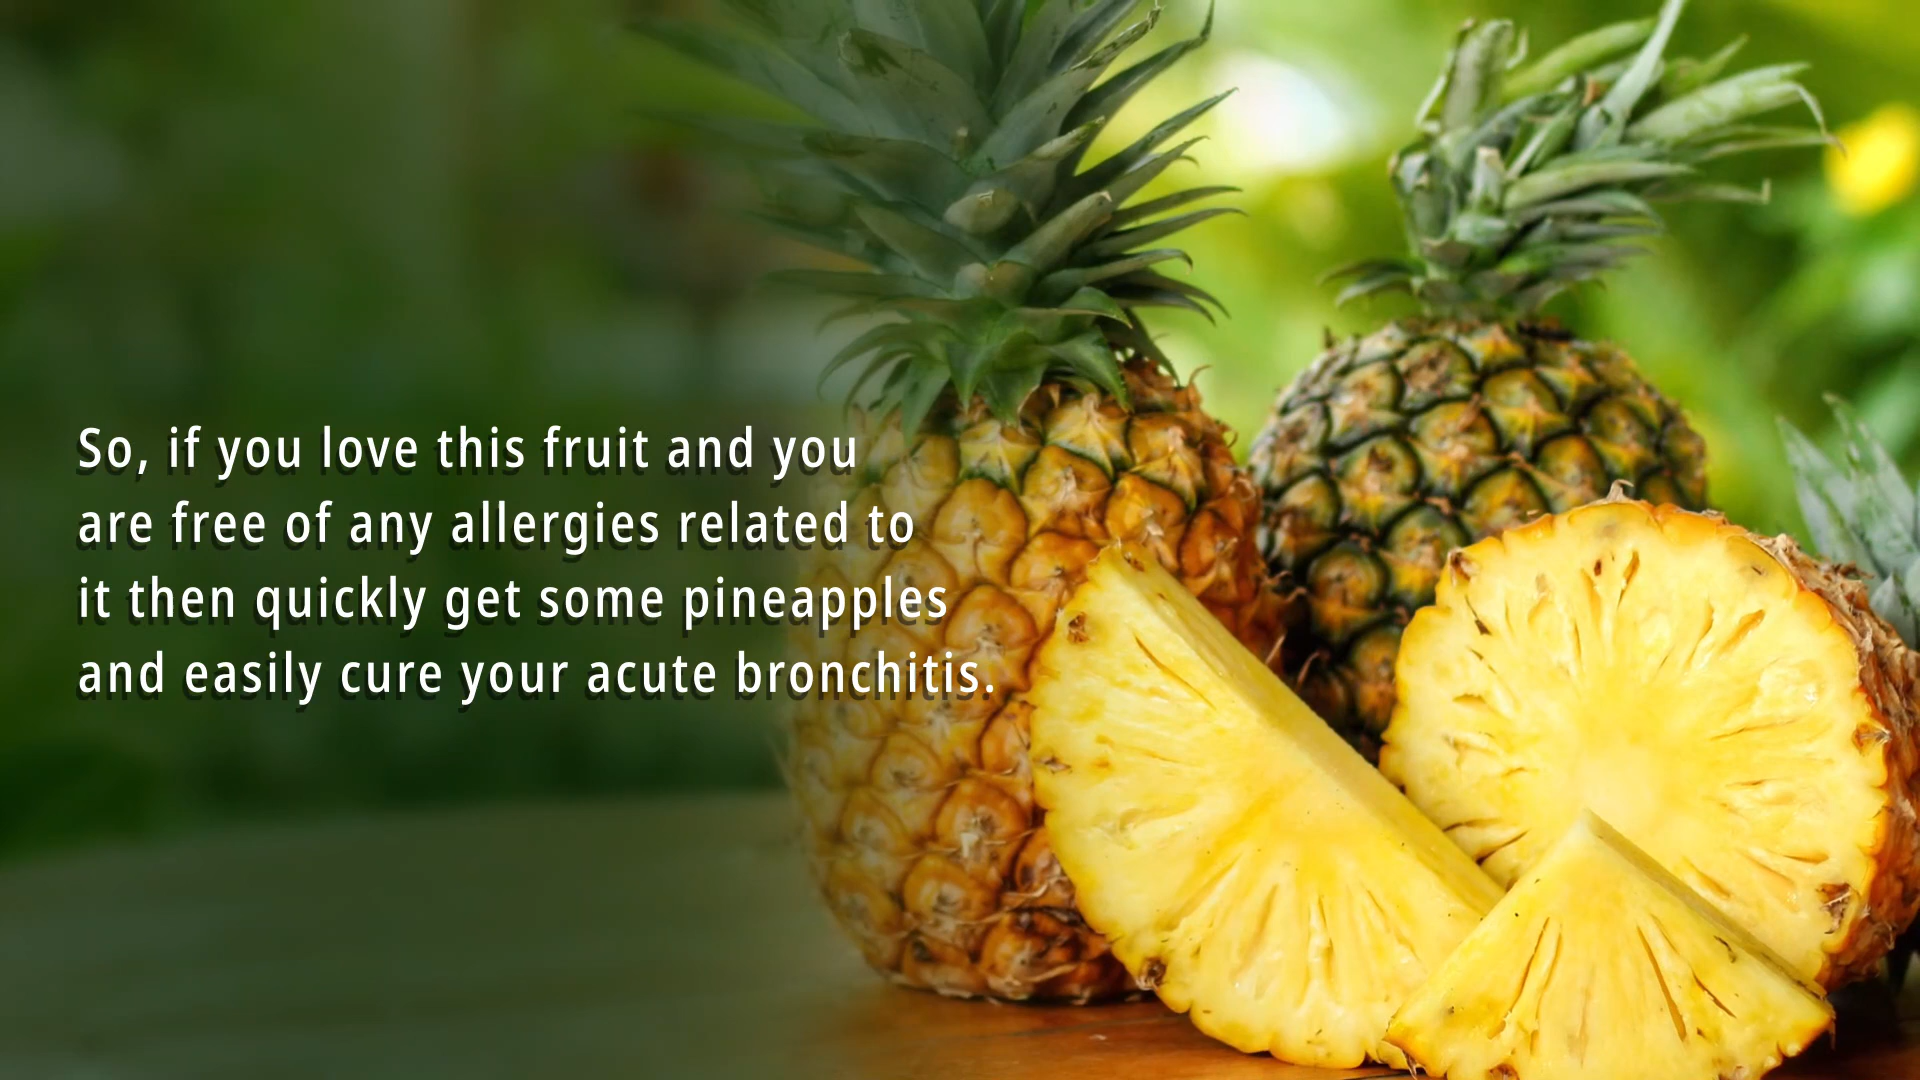 So, if you love this fruit and you
are free of any allergies related to
it then quickly get some pineapples
and easily cure your acute bronchitis.